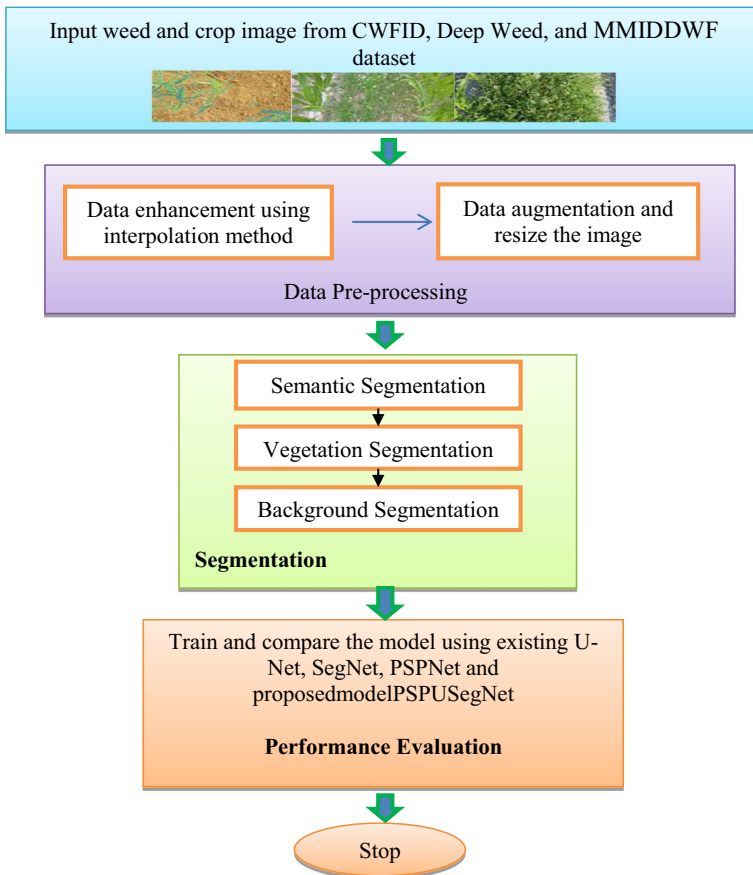 Input weed and crop image from CWFID, Deep Weed, and MMIDDWF
dataset
Data enhancement using
interpolation method
Data augmentation and
resize the image
Data Pre-processing
Semantic Segmentation
Vegetation Segmentation
Background Segmentation
Segmentation
Train and compare the model using existing U-
Net, SegNet, PSPNet and
proposedmodelPSPUSegNet
Performance Evaluation
Stop